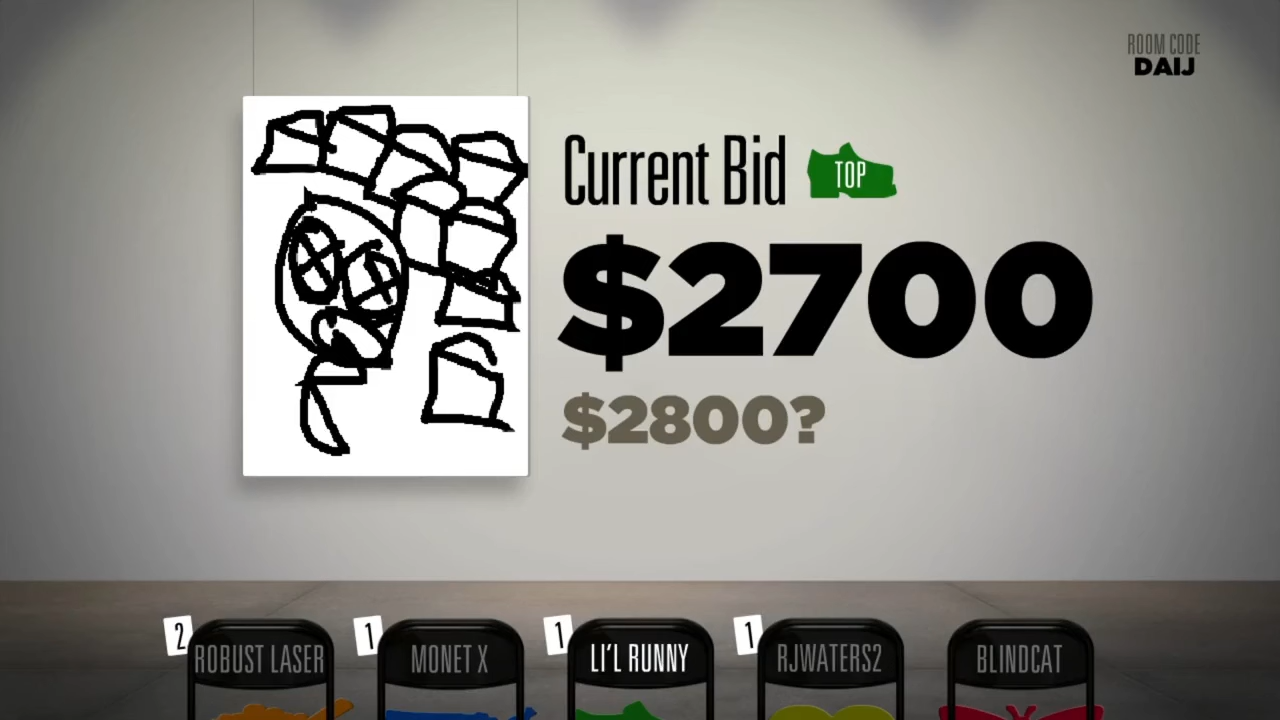 ROOM CODE
DAIJ
Current Bid TOP
$2700
$2800?
2 ROBUST LASER 1 MONET X 1 LI'L RUNNY 1 RJWATERS2 BLINDCAT